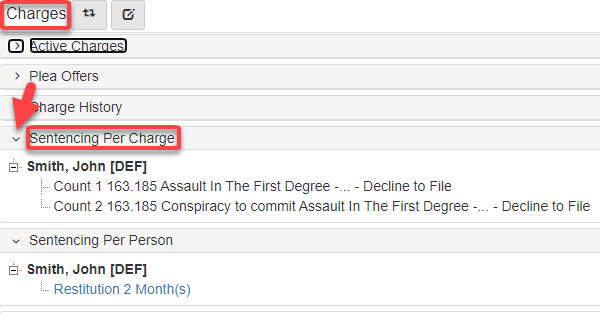 Charges
Active Charges
Plea Offers
Charge History
Sentencing Per Charge
Smith, John [DEF]
Count 1 163.185 Assault In The First Degree -... - Decline to File
Count 2 163.185 Conspiracy to commit Assault In The First Degree -... - Decline to File
Sentencing Per Person
Smith, John [DEF]
Restitution 2 Month(s)